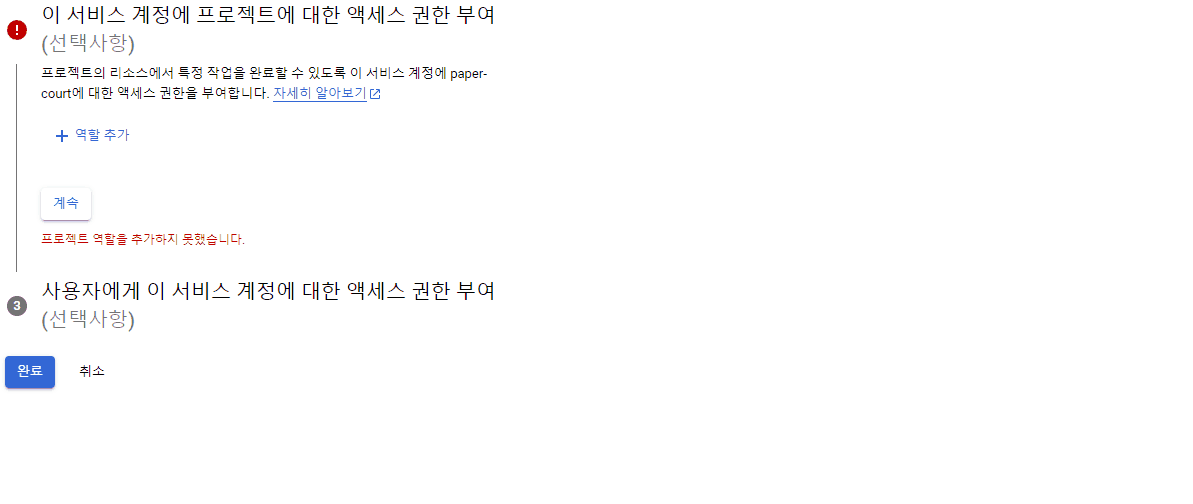 이 서비스 계정에 프로젝트에 대한 액세스 권한 부여
(선택사항)
프로젝트의 리소스에서 특정 작업을 완료할 수 있도록 이 서비스 계정에 paper-
court에 대한 액세스 권한을 부여합니다. 자세히 알아보기
역할 추가
계속
프로젝트 역할을 추가하지 못했습니다.
3 사용자에게 이 서비스 계정에 대한 액세스 권한 부여
(선택사항)
완료 취소